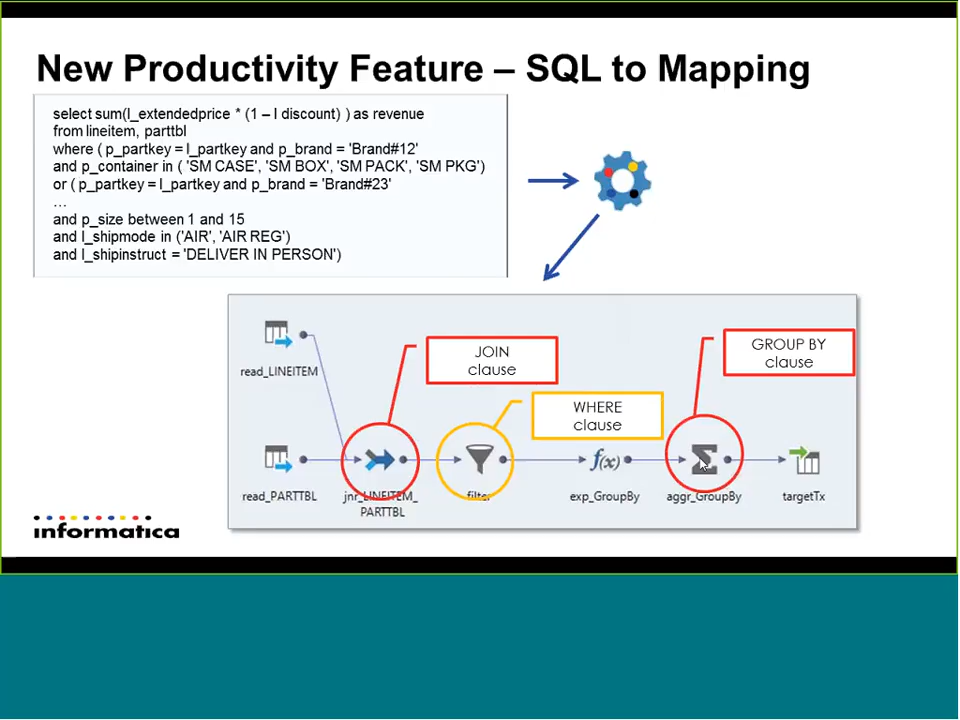 New Productivity Feature – SQL to Mapping
select sum(l_extendedprice * (1 – l discount) ) as revenue
from lineitem, parttbl
where ( p_partkey = l_partkey and p_brand = 'Brand#12'
and p_container in ( 'SM CASE', 'SM BOX', 'SM PACK', 'SM PKG')
or ( p_partkey = l_partkey and p_brand = 'Brand#23'
…
and p_size between 1 and 15
and l_shipmode in ('AIR', 'AIR REG')
and l_shipinstruct = 'DELIVER IN PERSON')
JOIN
clause
GROUP BY
clause
read_LINEITEM
WHERE
clause
f(x)
Σ
read_PARTTBL
jnr_LINEITEM_
PARTTBL
filter
exp_GroupBy
aggr_GroupBy
targetTx
informatica